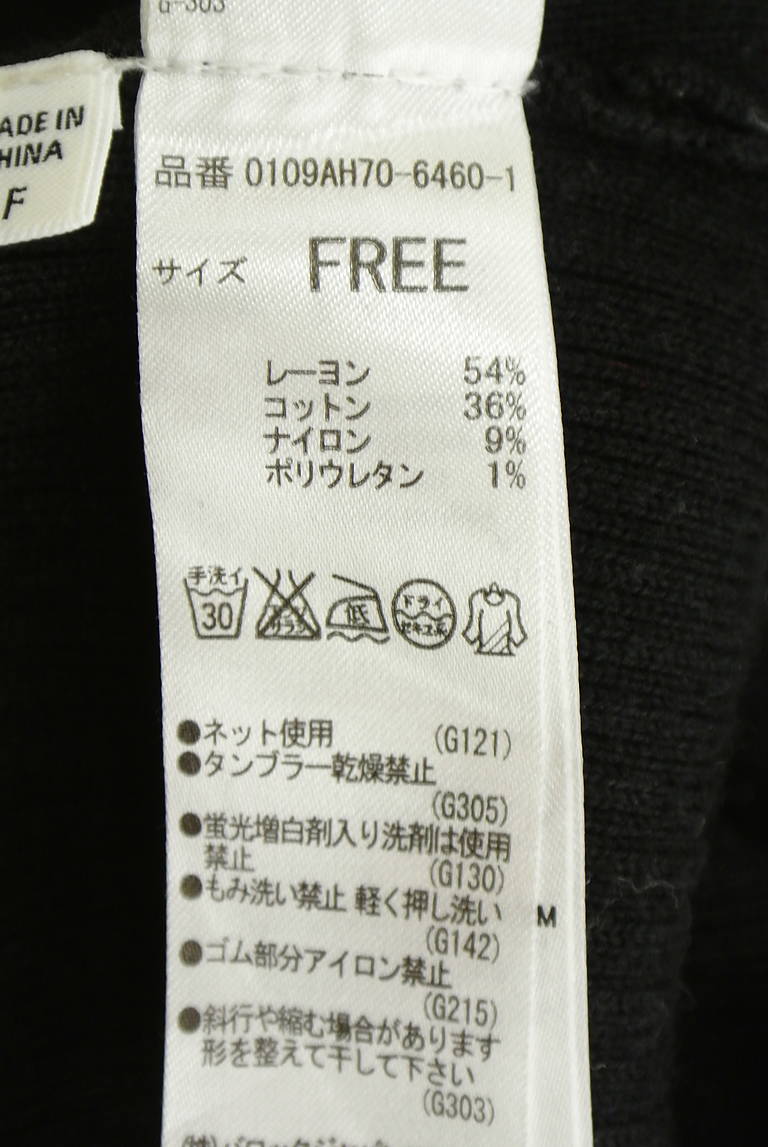 G-303
ADE IN
HINA
F
品番 0109AH70-6460-1
サイズ FREE
レーヨン 54%
コットン 36%
ナイロン 9%
ポリウレタン 1%
手洗イ
30
低
ドライ
セキユ系
●ネット使用 (G121)
●タンブラー乾燥禁止
(G305)
●蛍光増白剤入り洗剤は使用
禁止 (G130)
●もみ洗い禁止 軽く押し洗い
(G142)
M
●ゴム部分アイロン禁止
(G215)
●斜行や縮む場合があります
形を整えて干して下さい
(G303)